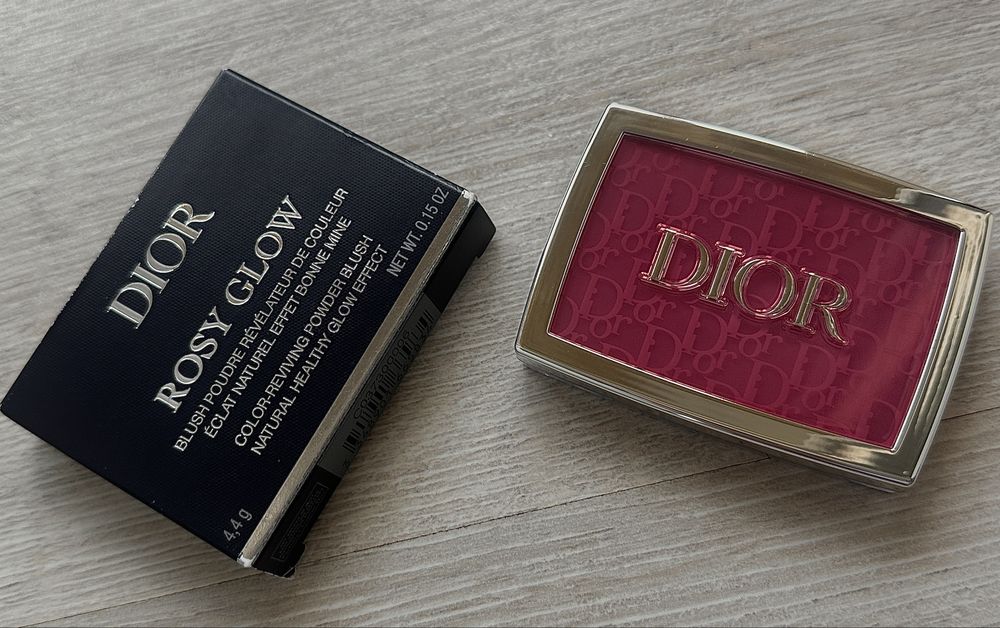 DIOR
ROSY GLOW
BLUSH POUDRE RÉVÉLATEUR DE COULEUR
ÉCLAT NATUREL EFFET BONNE MINE
COLOR-REVIVING POWDER BLUSH
NATURAL HEALTHY GLOW EFFECT
4,4 g
NET WT. 0.15 OZ
DIOR